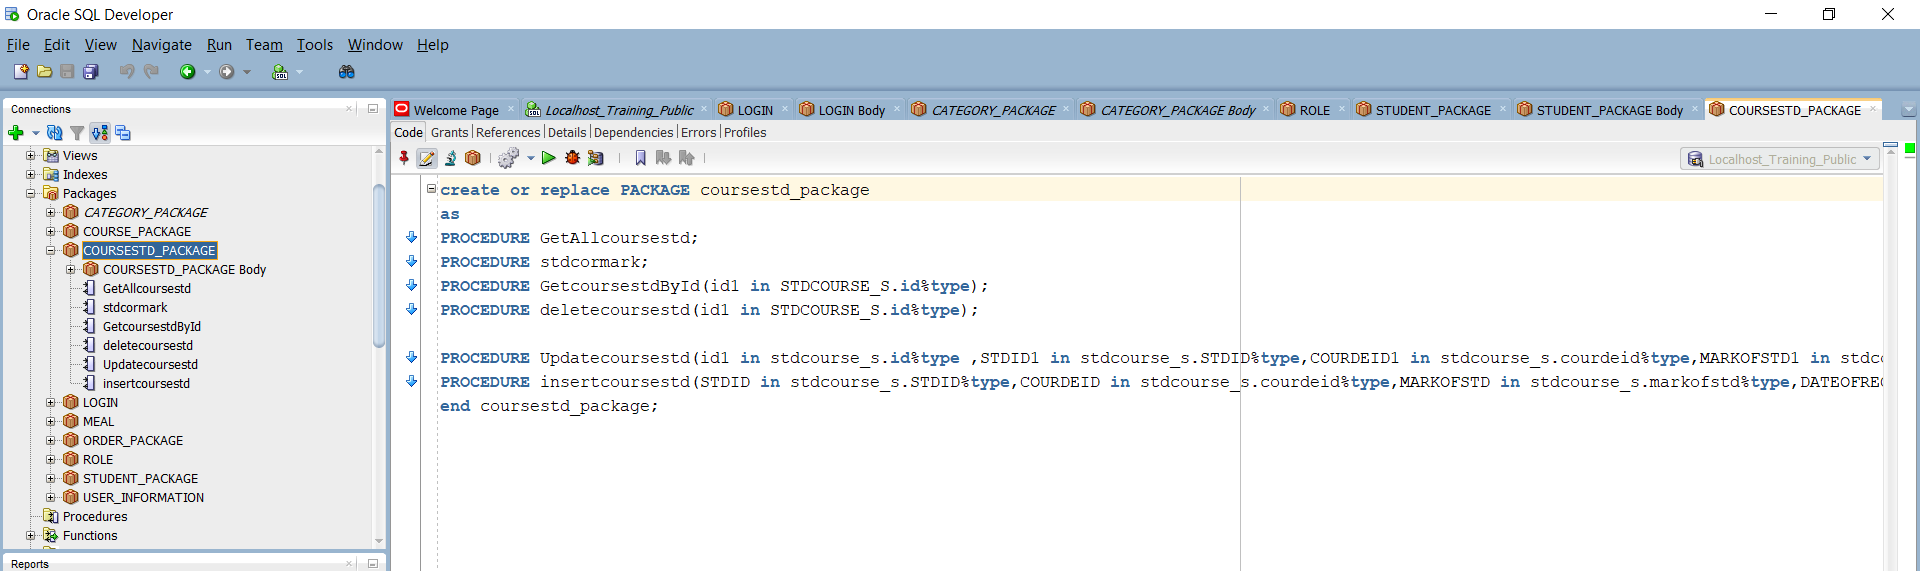 Oracle SQL Developer
File Edit View Navigate Run Team Tools Window Help
Connections
Views
Indexes
Packages
CATEGORY_PACKAGE
COURSE_PACKAGE
COURSESTD_PACKAGE
COURSESTD_PACKAGE Body
GetAllcoursestd
stdcormark
GetcoursestdById
deletecoursestd
Updatecoursestd
insertcoursestd
LOGIN
MEAL
ORDER_PACKAGE
ROLE
STUDENT_PACKAGE
USER_INFORMATION
Procedures
Functions
Reports
Welcome Page Localhost_Training_Public LOGIN LOGIN Body CATEGORY_PACKAGE CATEGORY_PACKAGE Body ROLE STUDENT_PACKAGE STUDENT_PACKAGE Body COURSESTD_PACKAGE
Code Grants References Details Dependencies Errors Profiles
Localhost_Training_Public
create or replace PACKAGE coursestd_package
as
PROCEDURE GetAllcoursestd;
PROCEDURE stdcormark;
PROCEDURE GetcoursestdById(id1 in STDCOURSE_S.id%type);
PROCEDURE deletecoursestd(id1 in STDCOURSE_S.id%type);
PROCEDURE Updatecoursestd(id1 in stdcourse_s.id%type ,STDID1 in stdcourse_s.STDID%type,COURDEID1 in stdcourse_s.courdeid%type,MARKOFSTD1 in stdc
PROCEDURE insertcoursestd(STDID in stdcourse_s.STDID%type,COURDEID in stdcourse_s.courdeid%type,MARKOFSTD in stdcourse_s.markofstd%type,DATEOFREG
end coursestd_package;